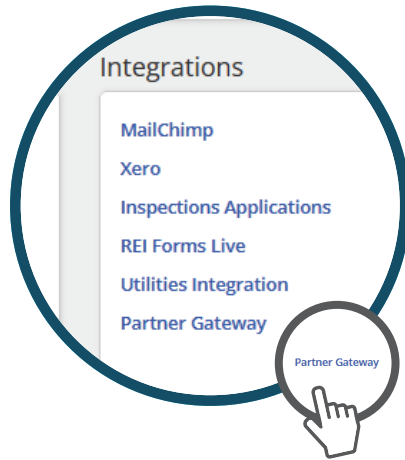 Integrations
MailChimp
Xero
Inspections Applications
REI Forms Live
Utilities Integration
Partner Gateway
Partner Gateway